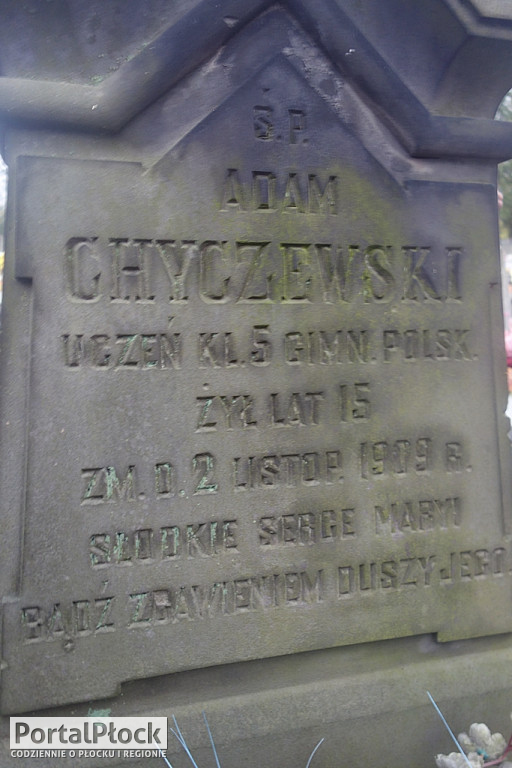 Ś.P.
ADAM
CHYCZEWSKI
UCZEŃ KL. 5 GIMN. POLSK.
ŻYŁ LAT 15
ZM. D. 2 LISTOP. 1909 R.
SŁODKIE SERCE MARYI
BĄDŹ ZBAWIENIEM DUSZY JEGO
PortalPłock
CODZIENNIE O PŁOCKU I REGIONIE